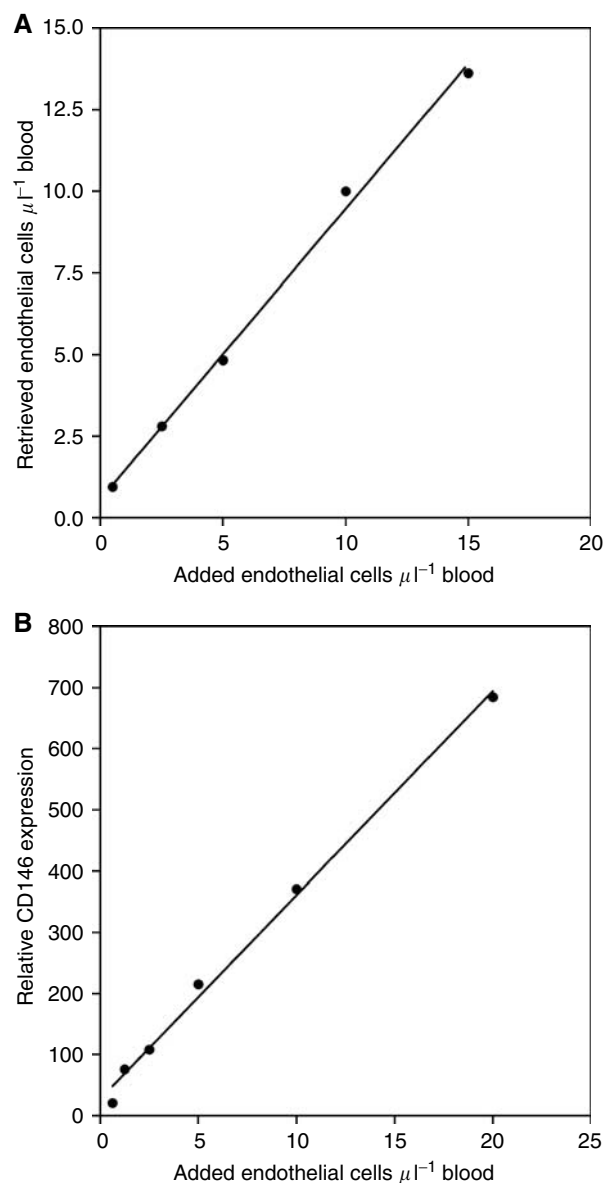 A
15.0
12.5
10.0
7.5
5.0
2.5
0.0
Retrieved endothelial cells μl⁻¹ blood
0 5 10 15 20
Added endothelial cells μl⁻¹ blood
B
800
700
600
500
400
300
200
100
0
Relative CD146 expression
0 5 10 15 20 25
Added endothelial cells μl⁻¹ blood